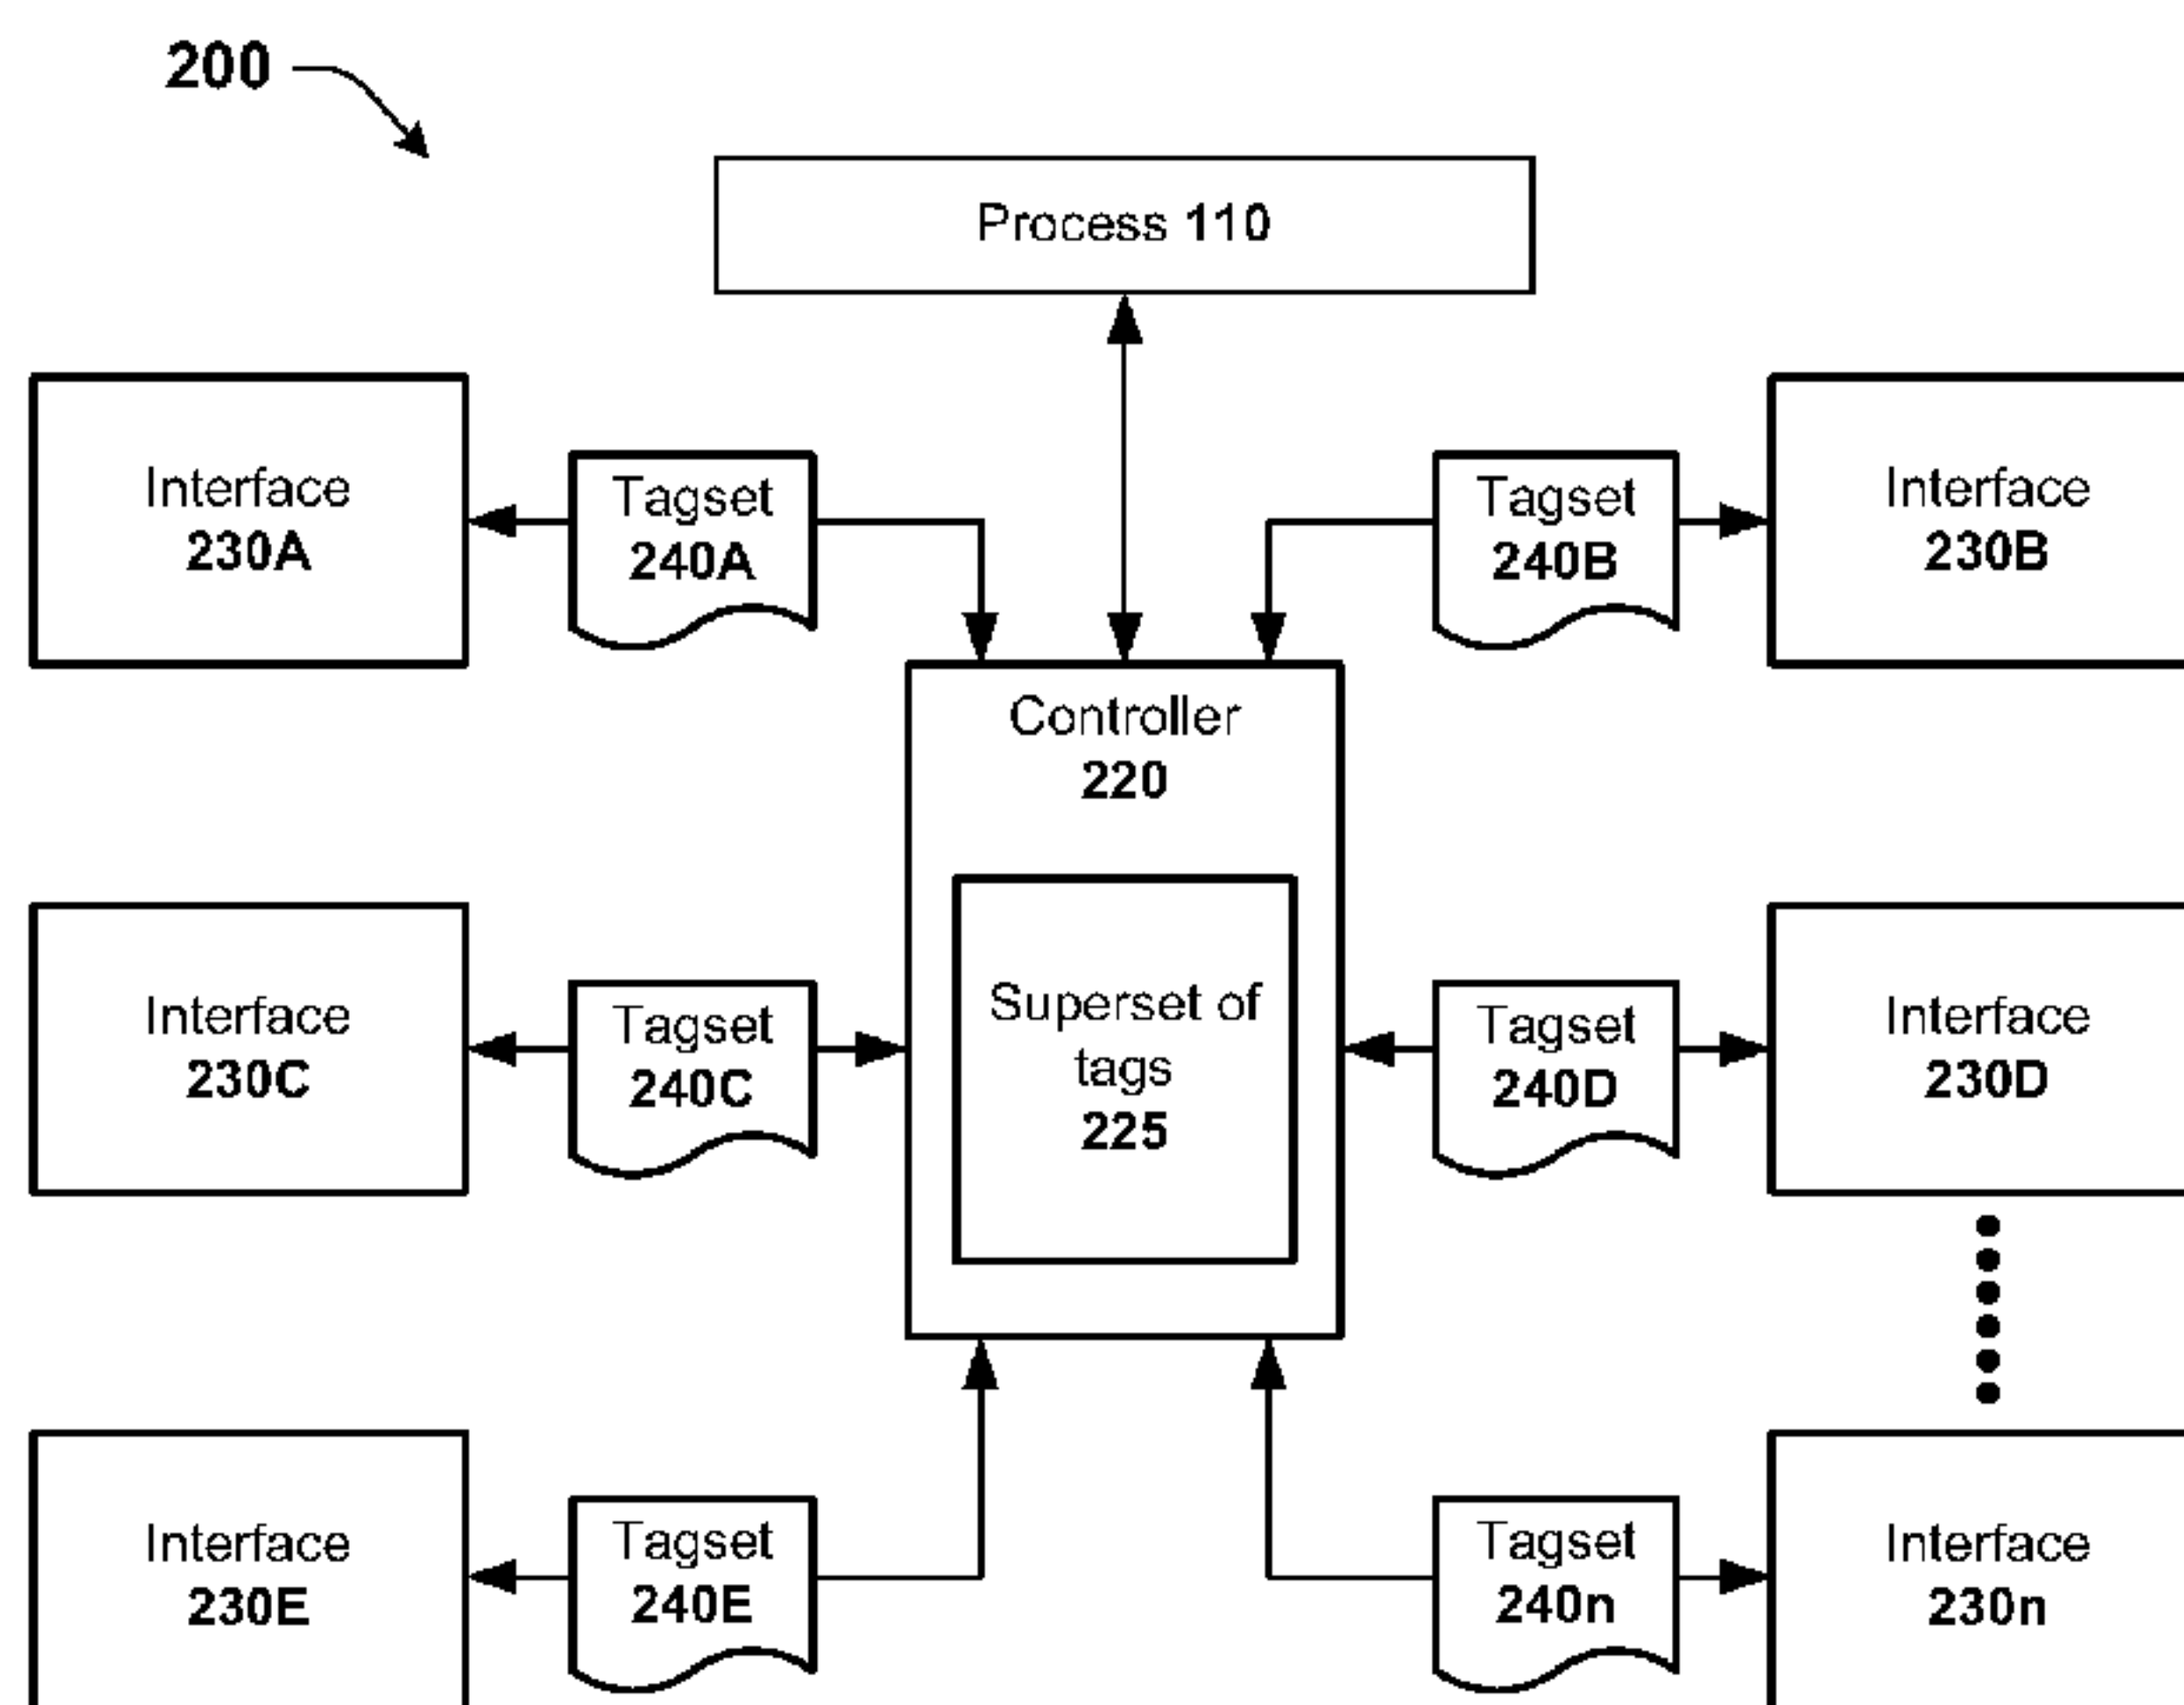 200
Process 110
Interface
230A
Tagset
240A
Tagset
240B
Interface
230B
Controller
220
Interface
230C
Tagset
240C
Superset of
tags
225
Tagset
240D
Interface
230D
Interface
230E
Tagset
240E
Tagset
240n
Interface
230n